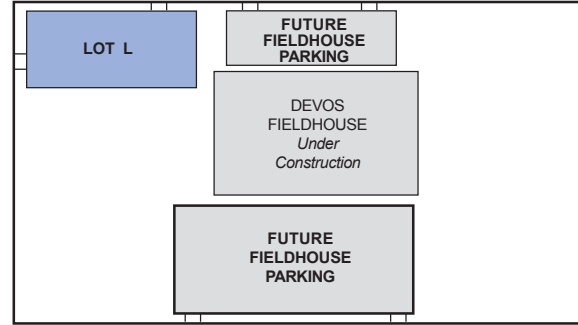 LOT L
FUTURE
FIELDHOUSE
PARKING
DEVOS
FIELDHOUSE
Under
Construction
FUTURE
FIELDHOUSE
PARKING